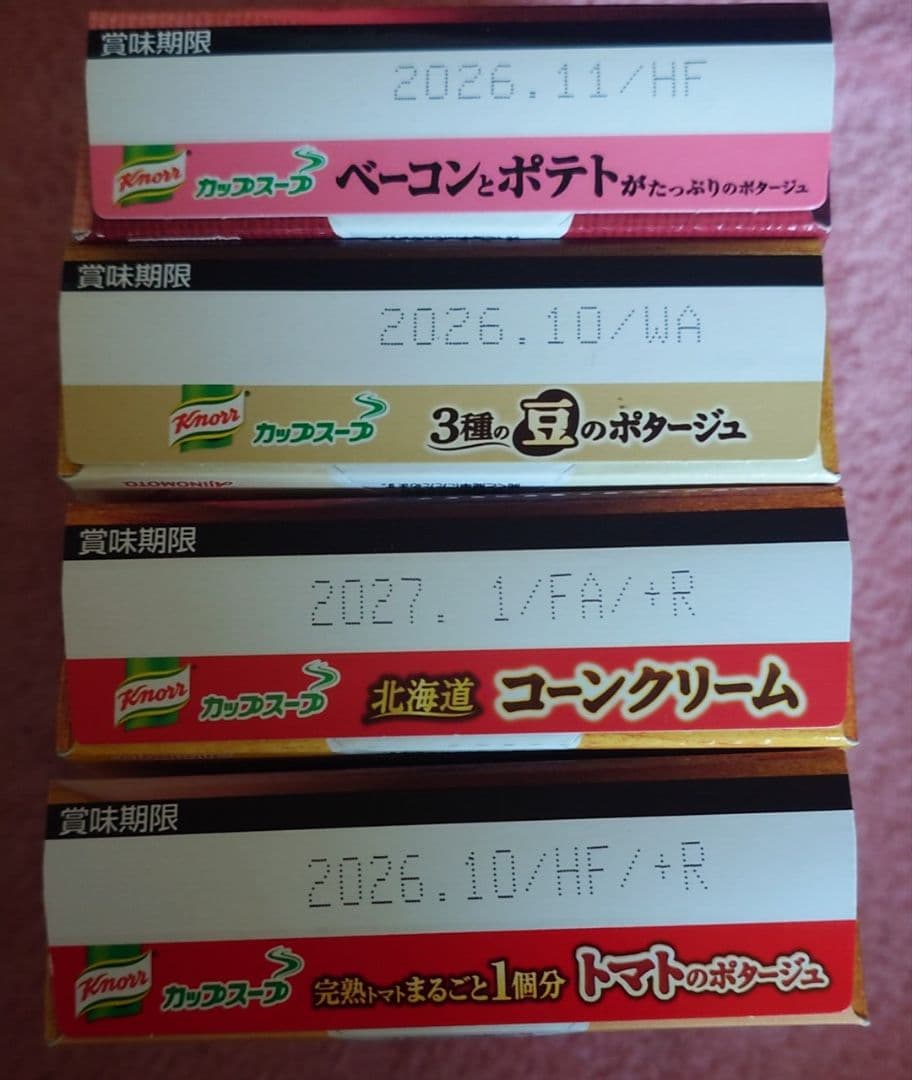 賞味期限
2026.11/HF
Knorr カップスープ ベーコンとポテトがたっぷりのポタージュ
賞味期限
2026.10/WA
Knorr カップスープ 3種の豆のポタージュ
AJINOMOTO
賞味期限
2027. 1/FA/+R
Knorr カップスープ 北海道 コーンクリーム
賞味期限
2026.10/HF/+R
Knorr カップスープ 完熟トマトまるごと1個分 トマトのポタージュ